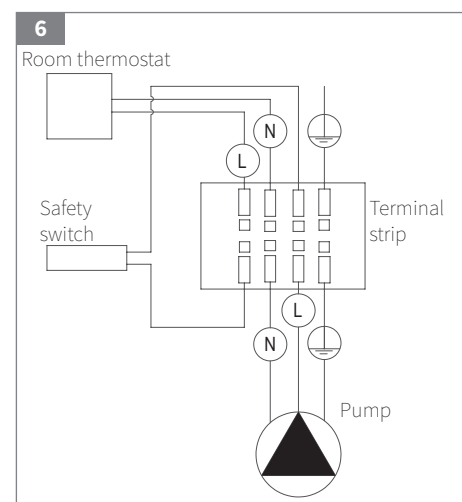 6
Room thermostat
N
L
Safety
switch
Terminal
strip
L
N
Pump